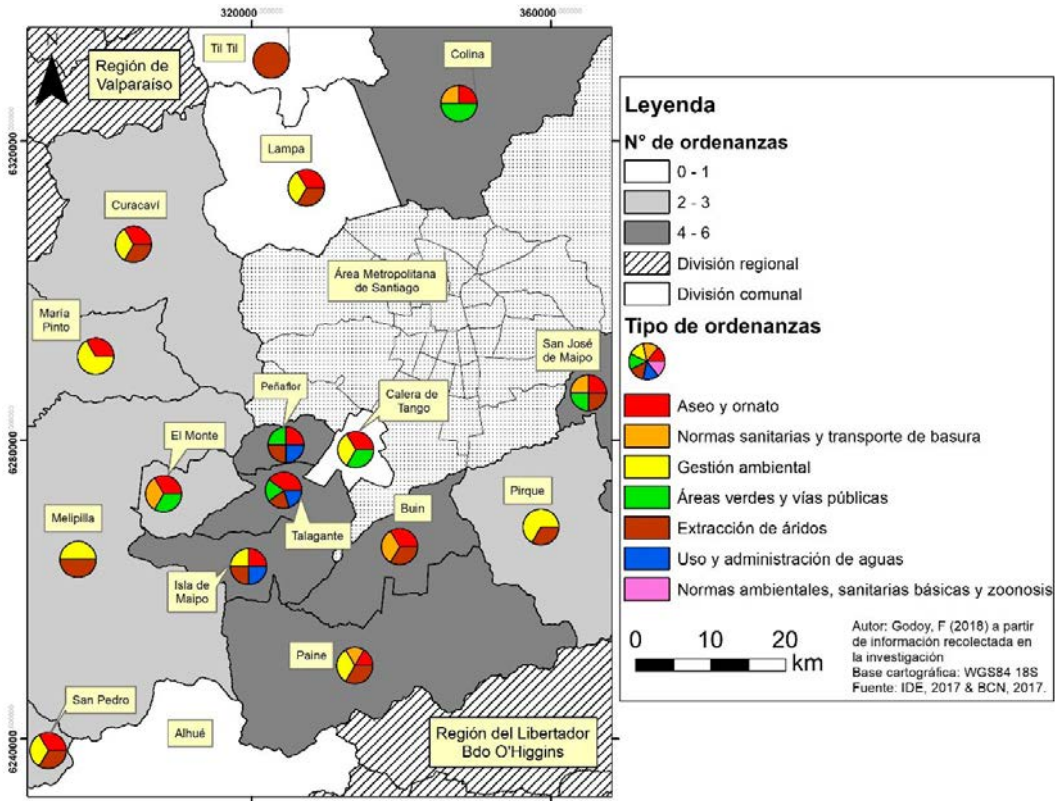 320000
360000
N
Til Til
Colina
Región de
Valparaíso
6320000
Lampa
Curacaví
Área Metropolitana
de Santiago
María
Pinto
San José
de Maipo
Peñaflor
Calera de
Tango
6280000
El Monte
Pirque
Melipilla
Buin
Talagante
Isla de
Maipo
Paine
San Pedro
Alhué
Región del Libertador
Bdo O'Higgins
6240000
Leyenda
N° de ordenanzas
0 - 1
2 - 3
4 - 6
División regional
División comunal
Tipo de ordenanzas
Aseo y ornato
Normas sanitarias y transporte de basura
Gestión ambiental
Áreas verdes y vías públicas
Extracción de áridos
Uso y administración de aguas
Normas ambientales, sanitarias básicas y zoonosis
0 10 20
km
Autor: Godoy, F (2018) a partir
de información recolectada en
la investigación
Base cartográfica: WGS84 18S
Fuente: IDE, 2017 & BCN, 2017.